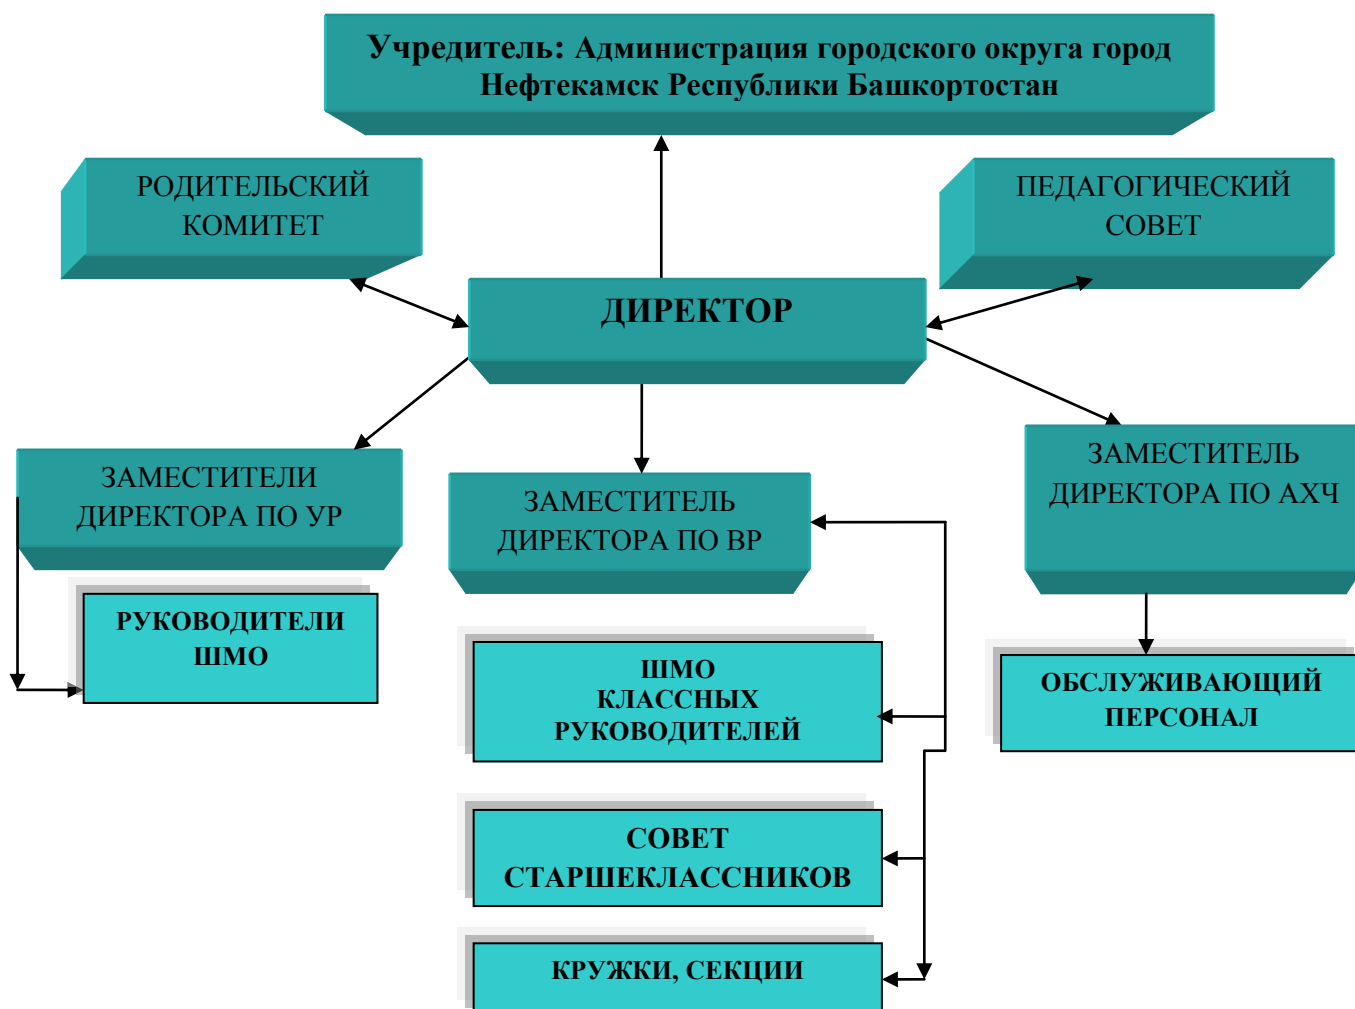 Учредитель: Администрация городского округа город
Нефтекамск Республики Башкортостан
РОДИТЕЛЬСКИЙ
КОМИТЕТ
ПЕДАГОГИЧЕСКИЙ
СОВЕТ
ДИРЕКТОР
ЗАМЕСТИТЕЛИ
ДИРЕКТОРА ПО УР
ЗАМЕСТИТЕЛЬ
ДИРЕКТОРА ПО ВР
ЗАМЕСТИТЕЛЬ
ДИРЕКТОРА ПО АХЧ
РУКОВОДИТЕЛИ
ШМО
ШМО
КЛАССНЫХ
РУКОВОДИТЕЛЕЙ
ОБСЛУЖИВАЮЩИЙ
ПЕРСОНАЛ
СОВЕТ
СТАРШЕКЛАССНИКОВ
КРУЖКИ, СЕКЦИИ